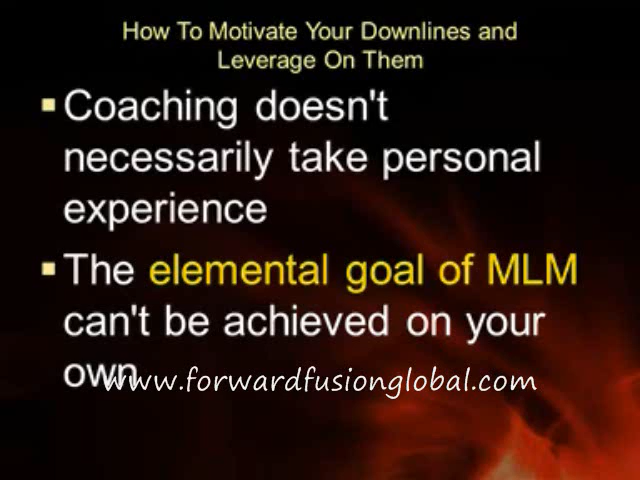 How To Motivate Your Downlines and
Leverage On Them
Coaching doesn't
necessarily take personal
experience
The elemental goal of MLM
can't be achieved on your
own
www.forwardfusionglobal.com